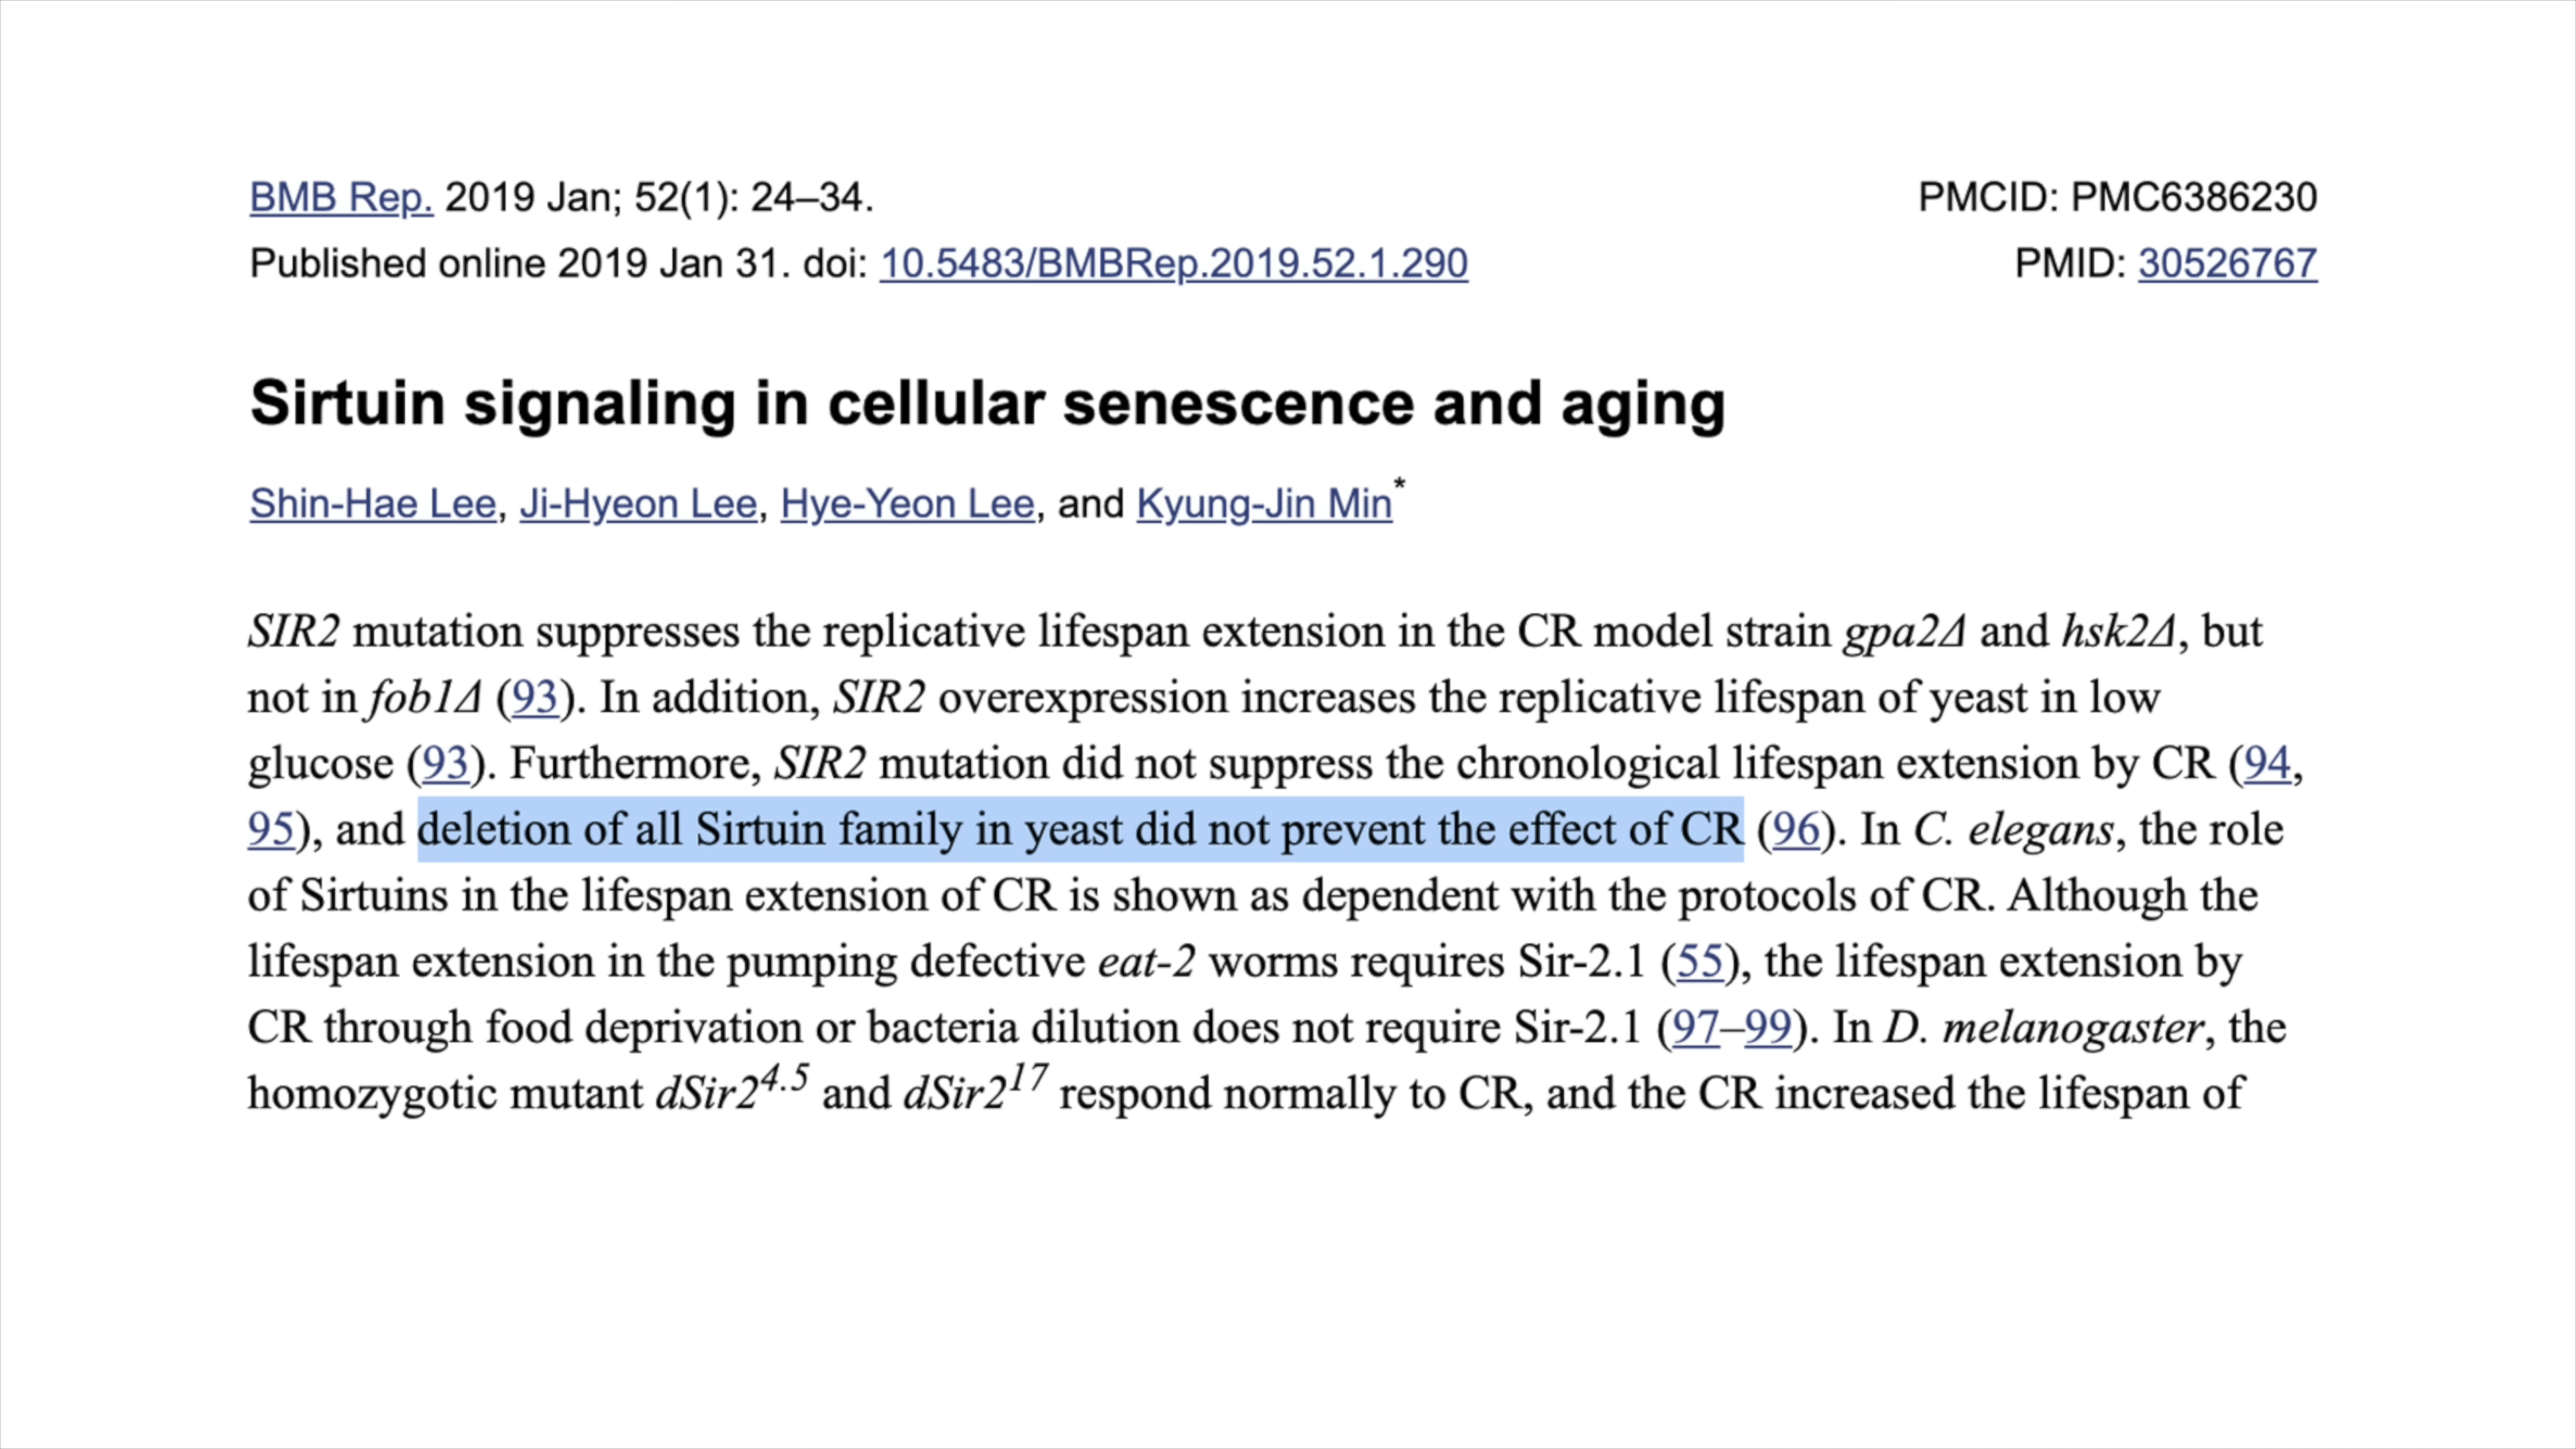 BMB Rep. 2019 Jan; 52(1): 24–34.
PMCID: PMC6386230
Published online 2019 Jan 31. doi: 10.5483/BMBRep.2019.52.1.290
PMID: 30526767
Sirtuin signaling in cellular senescence and aging
Shin-Hae Lee, Ji-Hyeon Lee, Hye-Yeon Lee, and Kyung-Jin Min*
SIR2 mutation suppresses the replicative lifespan extension in the CR model strain gpa2Δ and hsk2Δ, but
not in fob1Δ (93). In addition, SIR2 overexpression increases the replicative lifespan of yeast in low
glucose (93). Furthermore, SIR2 mutation did not suppress the chronological lifespan extension by CR (94,
95), and deletion of all Sirtuin family in yeast did not prevent the effect of CR (96). In C. elegans, the role
of Sirtuins in the lifespan extension of CR is shown as dependent with the protocols of CR. Although the
lifespan extension in the pumping defective eat-2 worms requires Sir-2.1 (55), the lifespan extension by
CR through food deprivation or bacteria dilution does not require Sir-2.1 (97–99). In D. melanogaster, the
homozygotic mutant dSir2^4.5 and dSir2^17 respond normally to CR, and the CR increased the lifespan of